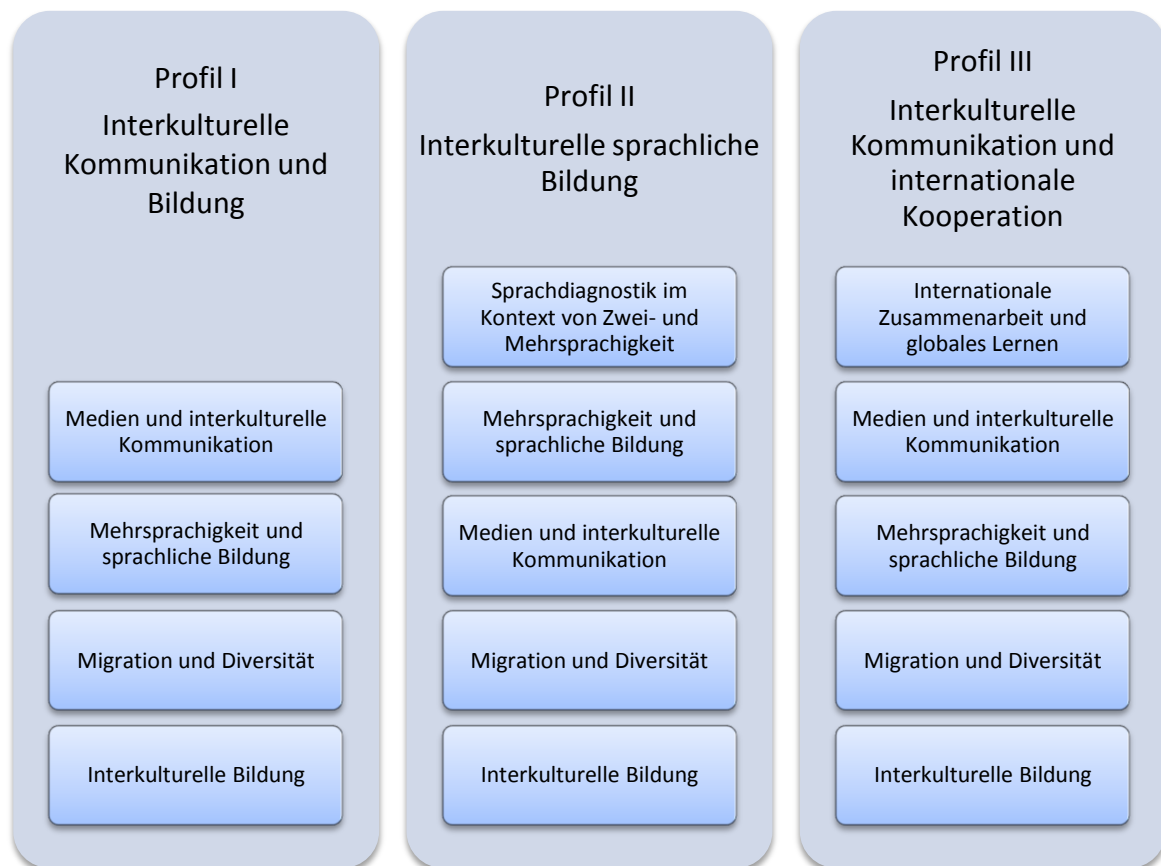 Profil I
Interkulturelle
Kommunikation und
Bildung
Medien und interkulturelle
Kommunikation
Mehrsprachigkeit und
sprachliche Bildung
Migration und Diversität
Interkulturelle Bildung
Profil II
Interkulturelle sprachliche
Bildung
Sprachdiagnostik im
Kontext von Zwei- und
Mehrsprachigkeit
Mehrsprachigkeit und
sprachliche Bildung
Medien und interkulturelle
Kommunikation
Migration und Diversität
Interkulturelle Bildung
Profil III
Interkulturelle
Kommunikation und
internationale
Kooperation
Internationale
Zusammenarbeit und
globales Lernen
Medien und interkulturelle
Kommunikation
Mehrsprachigkeit und
sprachliche Bildung
Migration und Diversität
Interkulturelle Bildung